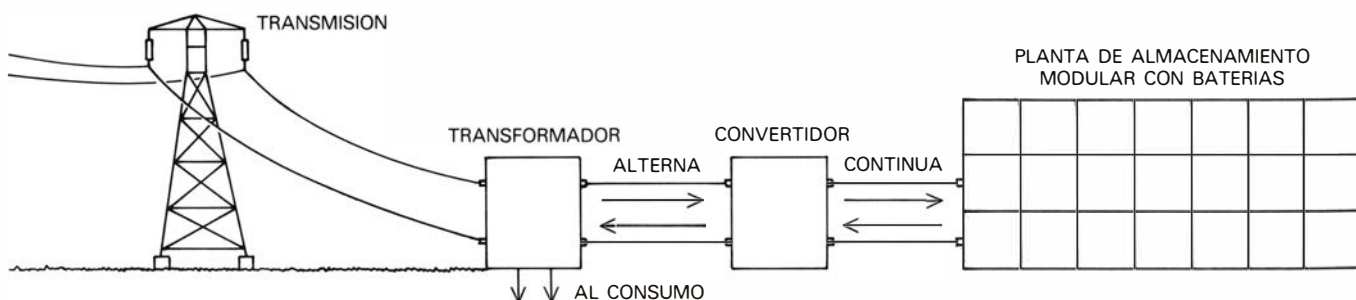 TRANSMISION
PLANTA DE ALMACENAMIENTO
MODULAR CON BATERIAS
TRANSFORMADOR
CONVERTIDOR
ALTERNA
CONTINUA
AL CONSUMO